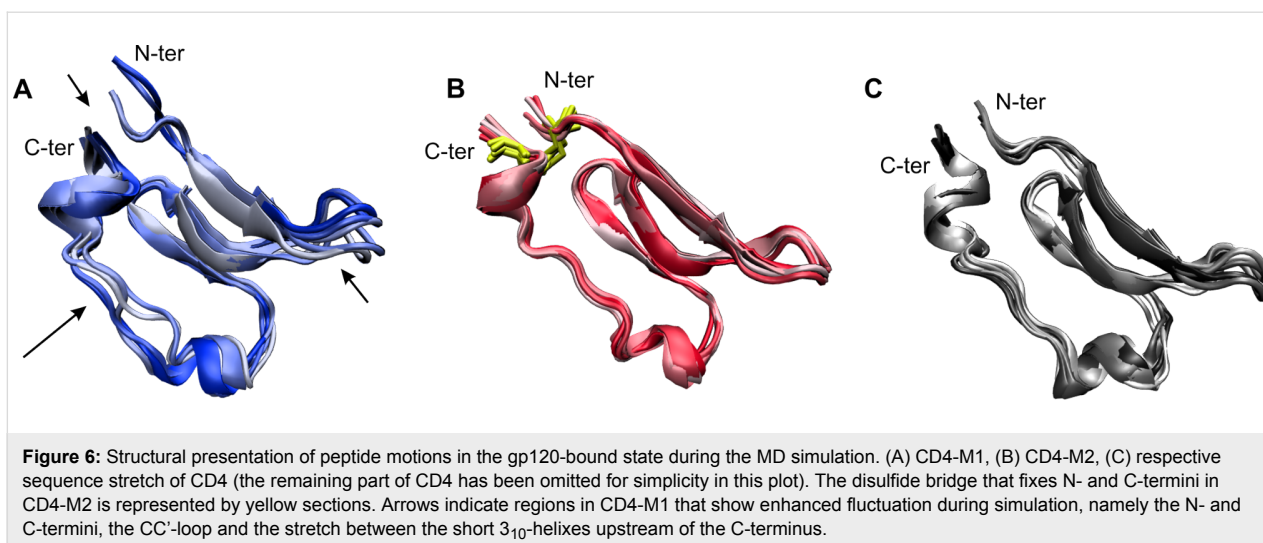 N-ter
A
C-ter
N-ter
B
C-ter
C
N-ter
C-ter
Figure 6: Structural presentation of peptide motions in the gp120-bound state during the MD simulation. (A) CD4-M1, (B) CD4-M2, (C) respective
sequence stretch of CD4 (the remaining part of CD4 has been omitted for simplicity in this plot). The disulfide bridge that fixes N- and C-termini in
CD4-M2 is represented by yellow sections. Arrows indicate regions in CD4-M1 that show enhanced fluctuation during simulation, namely the N- and
C-termini, the CC'-loop and the stretch between the short 3₁₀-helixes upstream of the C-terminus.